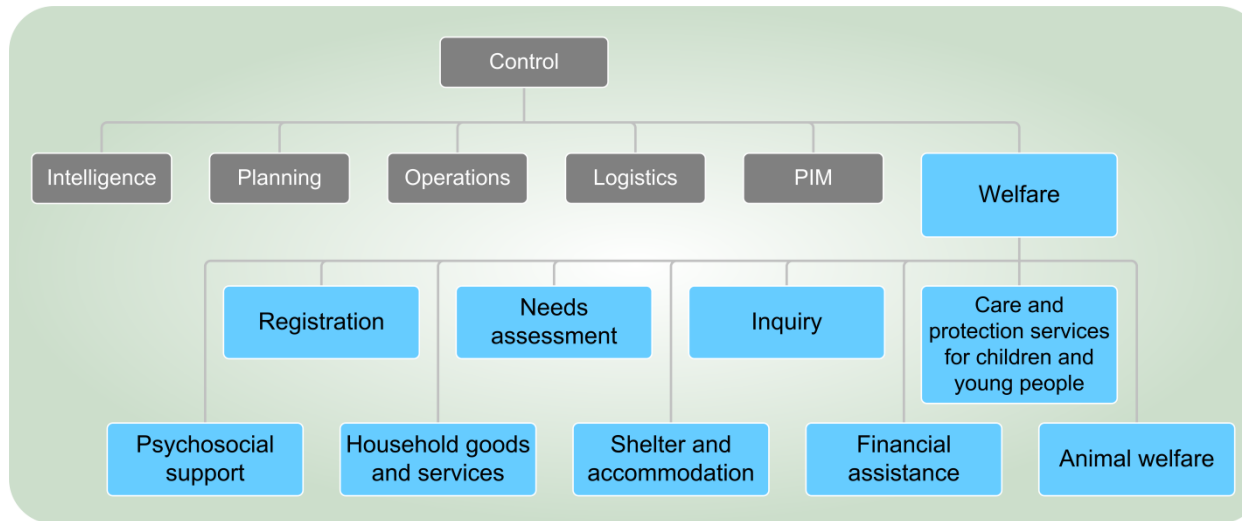 Control
Intelligence
Planning
Operations
Logistics
PIM
Welfare
Registration
Needs
assessment
Inquiry
Care and
protection services
for children and
young people
Psychosocial
support
Household goods
and services
Shelter and
accommodation
Financial
assistance
Animal welfare